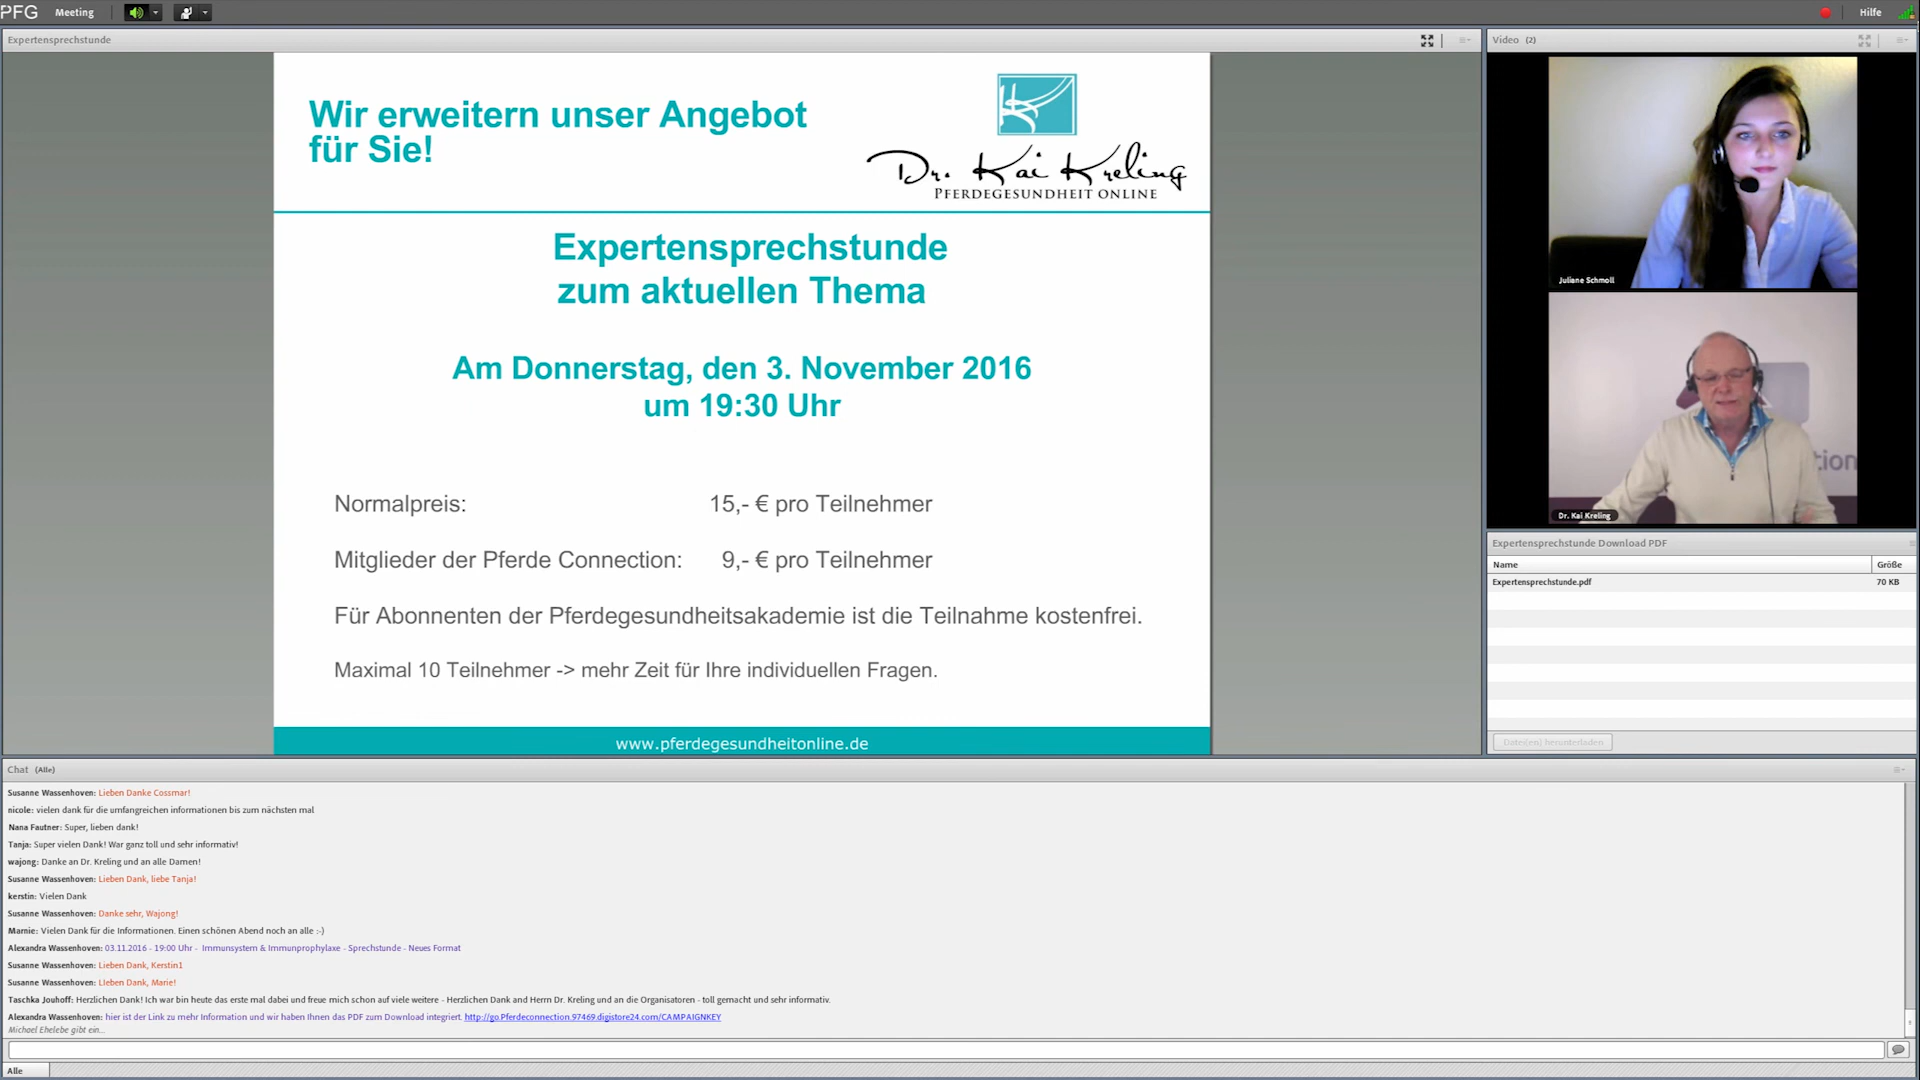 PFG Meeting Hilfe
Expertensprechstunde
Wir erweitern unser Angebot
für Sie!
Dr. Kai Kreling
PFERDEGESUNDHEIT ONLINE
Expertensprechstunde
zum aktuellen Thema
Am Donnerstag, den 3. November 2016
um 19:30 Uhr
Normalpreis: 15,- € pro Teilnehmer
Mitglieder der Pferde Connection: 9,- € pro Teilnehmer
Für Abonnenten der Pferdegesundheitsakademie ist die Teilnahme kostenfrei.
Maximal 10 Teilnehmer -> mehr Zeit für Ihre individuellen Fragen.
www.pferdegesundheitonline.de
Video (2)
Juliane Schmoll
tion
Dr. Kai Kreling
Expertensprechstunde Download PDF
Name Größe
Expertensprechstunde.pdf 70 KB
Datei(en) herunterladen
Chat (Alle)
Susanne Wassenhoven: Lieben Danke Cossmar!
nicole: vielen dank für die umfangreichen informationen bis zum nächsten mal
Nana Fautner: Super, lieben dank!
Tanja: Super vielen Dank! War ganz toll und sehr informativ!
wajong: Danke an Dr. Kreling und an alle Damen!
Susanne Wassenhoven: Lieben Dank, liebe Tanja!
kerstin: Vielen Dank
Susanne Wassenhoven: Danke sehr, Wajong!
Marnie: Vielen Dank für die Informationen. Einen schönen Abend noch an alle :-)
Alexandra Wassenhoven: 03.11.2016 - 19:00 Uhr - Immunsystem & Immunprophylaxe - Sprechstunde - Neues Format
Susanne Wassenhoven: Lieben Dank, Kerstin1
Susanne Wassenhoven: LIeben Dank, Marie!
Taschka Jouhoff: Herzlichen Dank! Ich war bin heute das erste mal dabei und freue mich schon auf viele weitere - Herzlichen Dank and Herrn Dr. Kreling und an die Organisatoren - toll gemacht und sehr informativ.
Alexandra Wassenhoven: hier ist der Link zu mehr Information und wir haben Ihnen das PDF zum Download integriert. http://go.Pferdeconnection.97469.digistore24.com/CAMPAIGNKEY
Michael Ehelebe gibt ein...
Alle